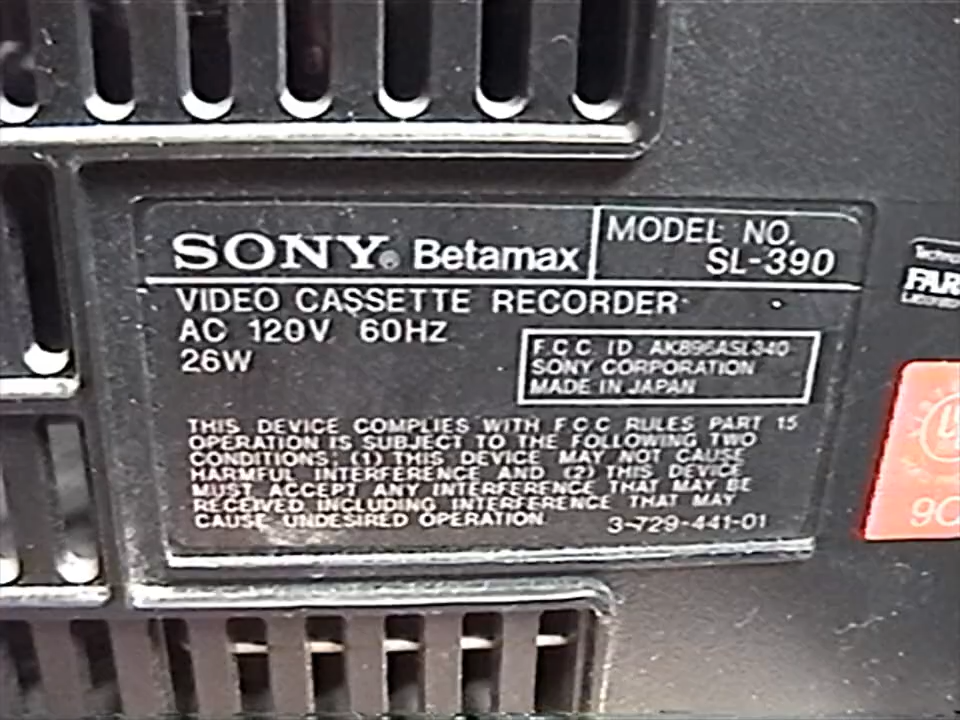 SONY® Betamax
MODEL NO.
SL-390
VIDEO CASSETTE RECORDER
AC 120V 60HZ
26W
F.C.C. ID AK896ASL340
SONY CORPORATION
MADE IN JAPAN
THIS DEVICE COMPLIES WITH F.C.C. RULES PART 15
OPERATION IS SUBJECT TO THE FOLLOWING TWO
CONDITIONS: (1) THIS DEVICE MAY NOT CAUSE
HARMFUL INTERFERENCE AND (2) THIS DEVICE
MUST ACCEPT ANY INTERFERENCE THAT MAY BE
RECEIVED INCLUDING INTERFERENCE THAT MAY
CAUSE UNDESIRED OPERATION
3-729-441-01
Techno
FAR
UL
9C